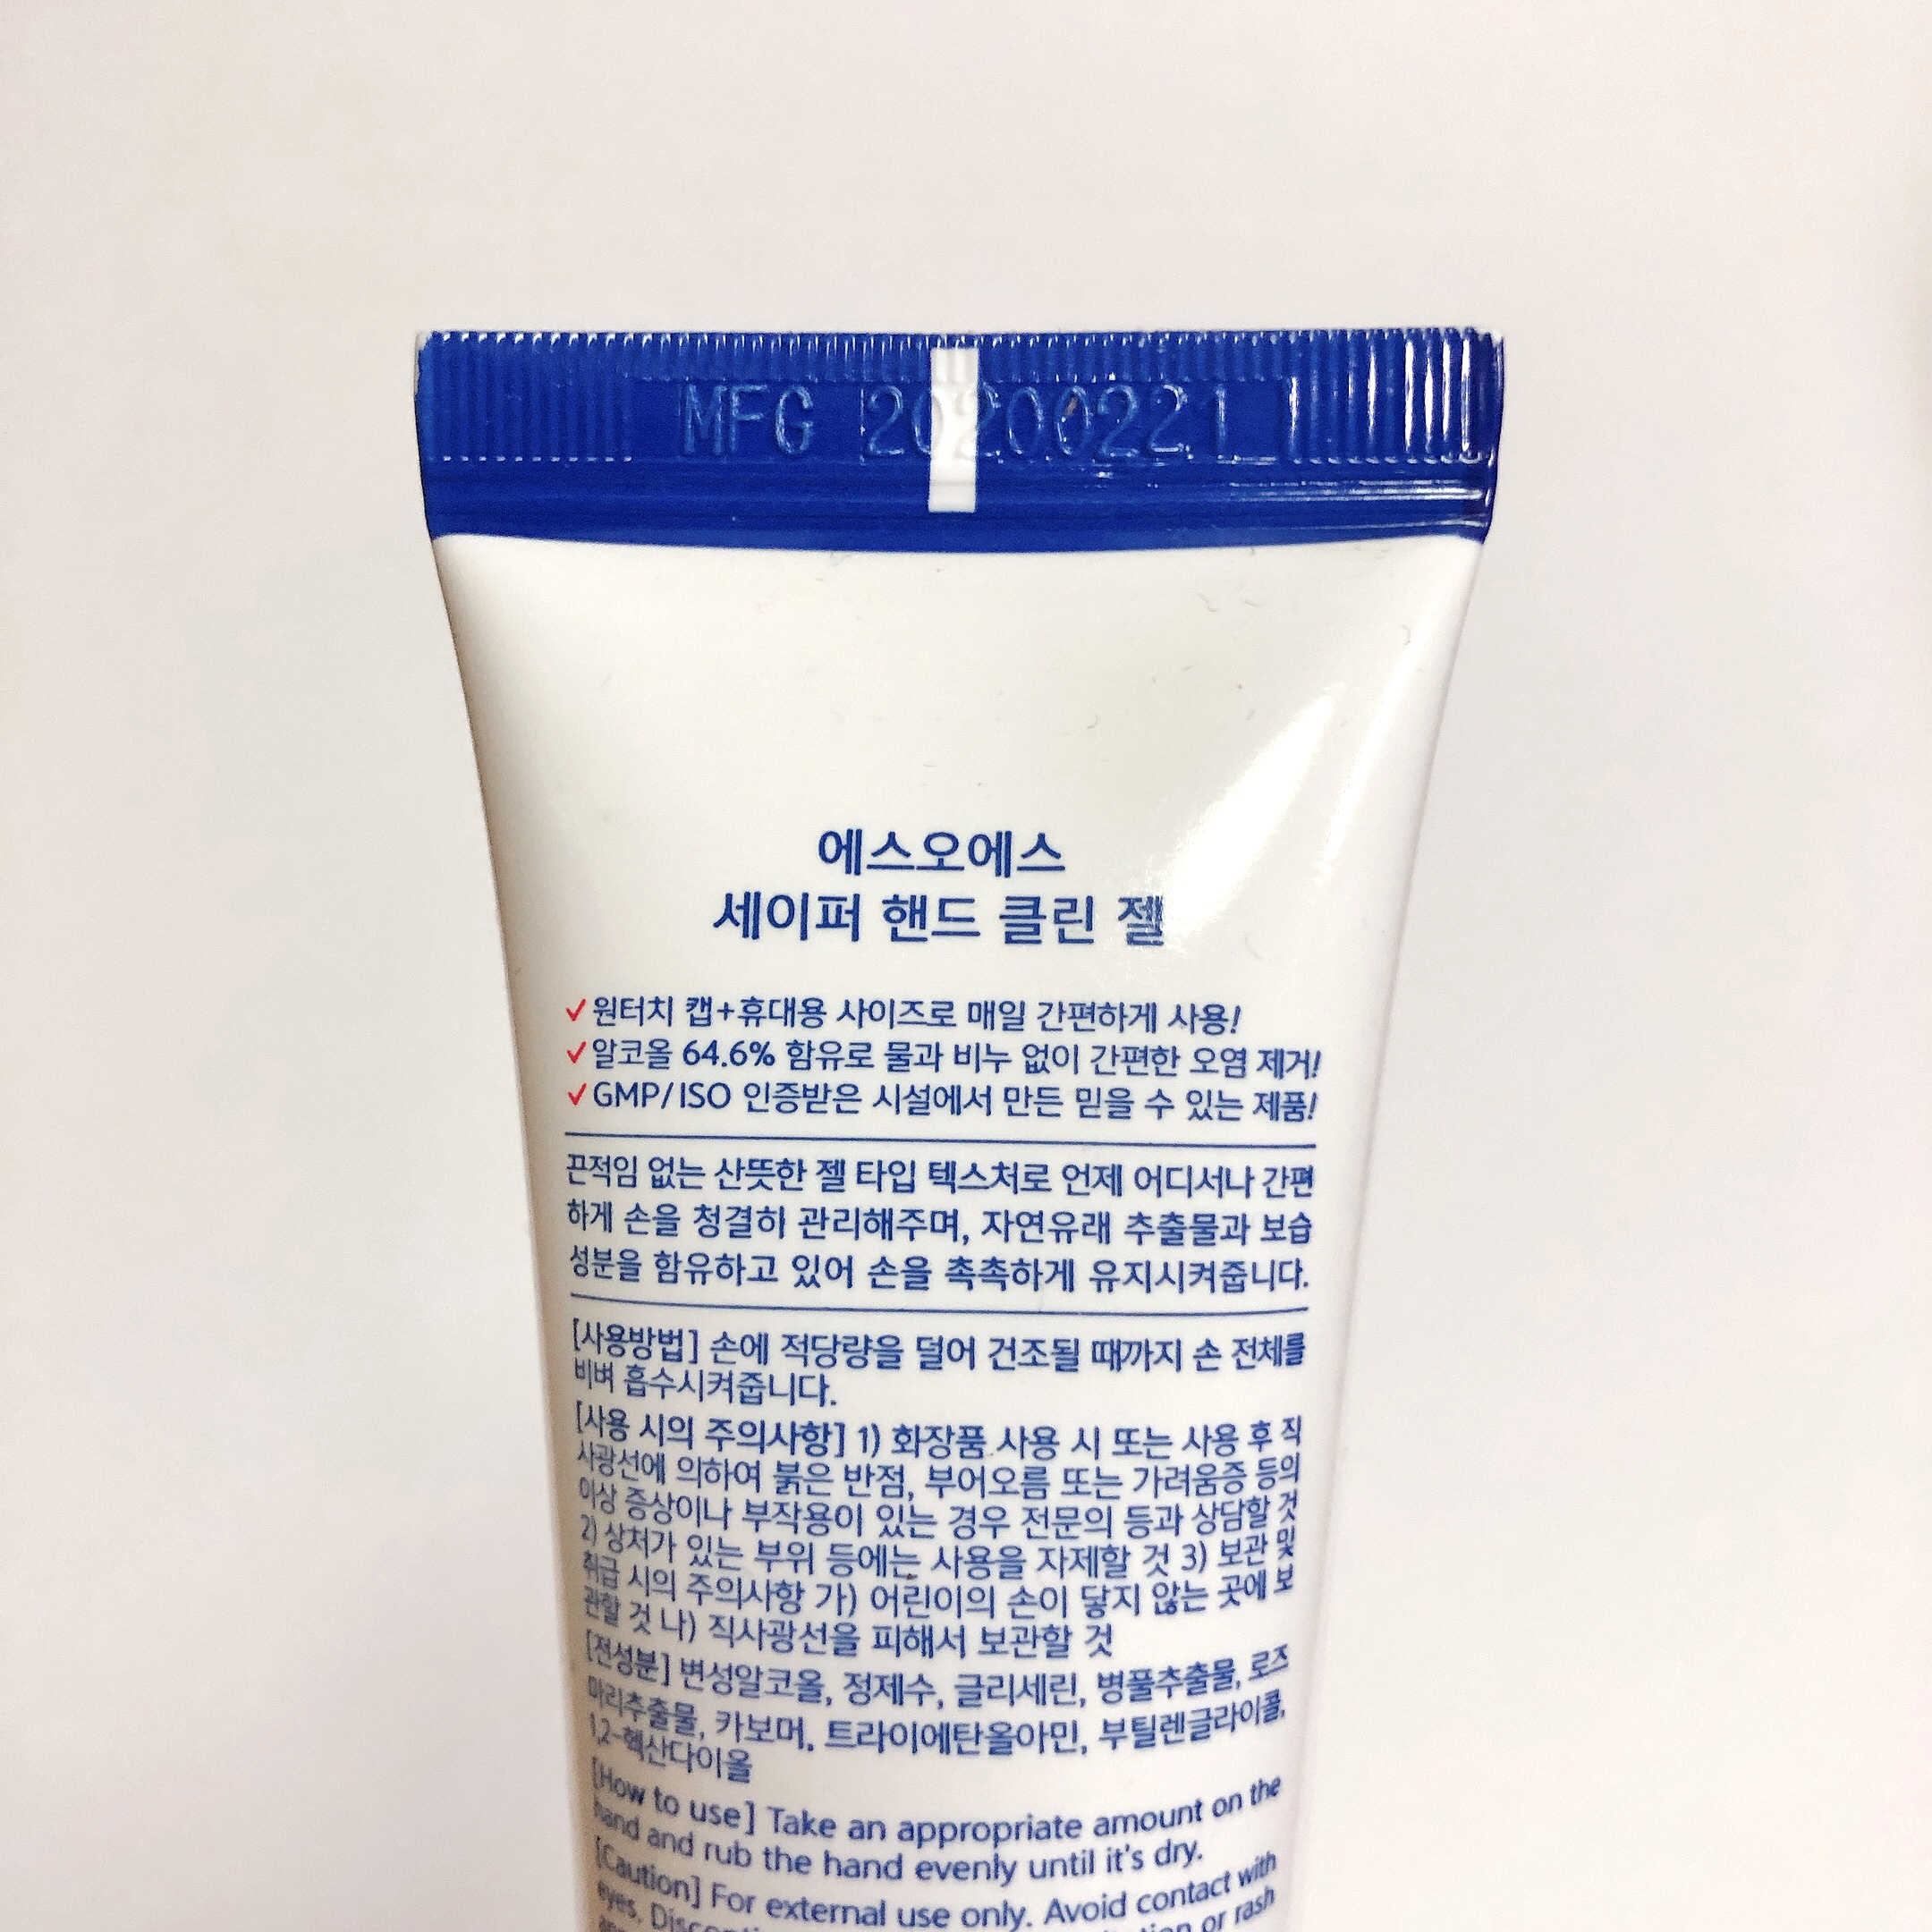 MFG 20200221
에스오에스
세이퍼 핸드 클린 젤
✓원터치 캡+휴대용 사이즈로 매일 간편하게 사용!
✓알코올 64.6% 함유로 물과 비누 없이 간편한 오염 제거!
✓GMP/ISO 인증받은 시설에서 만든 믿을 수 있는 제품!
끈적임 없는 산뜻한 젤 타입 텍스처로 언제 어디서나 간편
하게 손을 청결히 관리해주며, 자연유래 추출물과 보습
성분을 함유하고 있어 손을 촉촉하게 유지시켜줍니다.
[사용방법] 손에 적당량을 덜어 건조될 때까지 손 전체를
비벼 흡수시켜줍니다.
[사용 시의 주의사항] 1) 화장품 사용 시 또는 사용 후 직
사광선에 의하여 붉은 반점, 부어오름 또는 가려움증 등의
이상 증상이나 부작용이 있는 경우 전문의 등과 상담할 것
2) 상처가 있는 부위 등에는 사용을 자제할 것 3) 보관 및
취급 시의 주의사항 가) 어린이의 손이 닿지 않는 곳에 보
관할 것 나) 직사광선을 피해서 보관할 것
[전성분] 변성알코올, 정제수, 글리세린, 병풀추출물, 로즈
마리추출물, 카보머, 트라이에탄올아민, 부틸렌글라이콜,
1,2-헥산다이올
[How to use] Take an appropriate amount on the
hand and rub the hand evenly until it's dry.
[Caution] For external use only. Avoid contact with
eyes. or rash